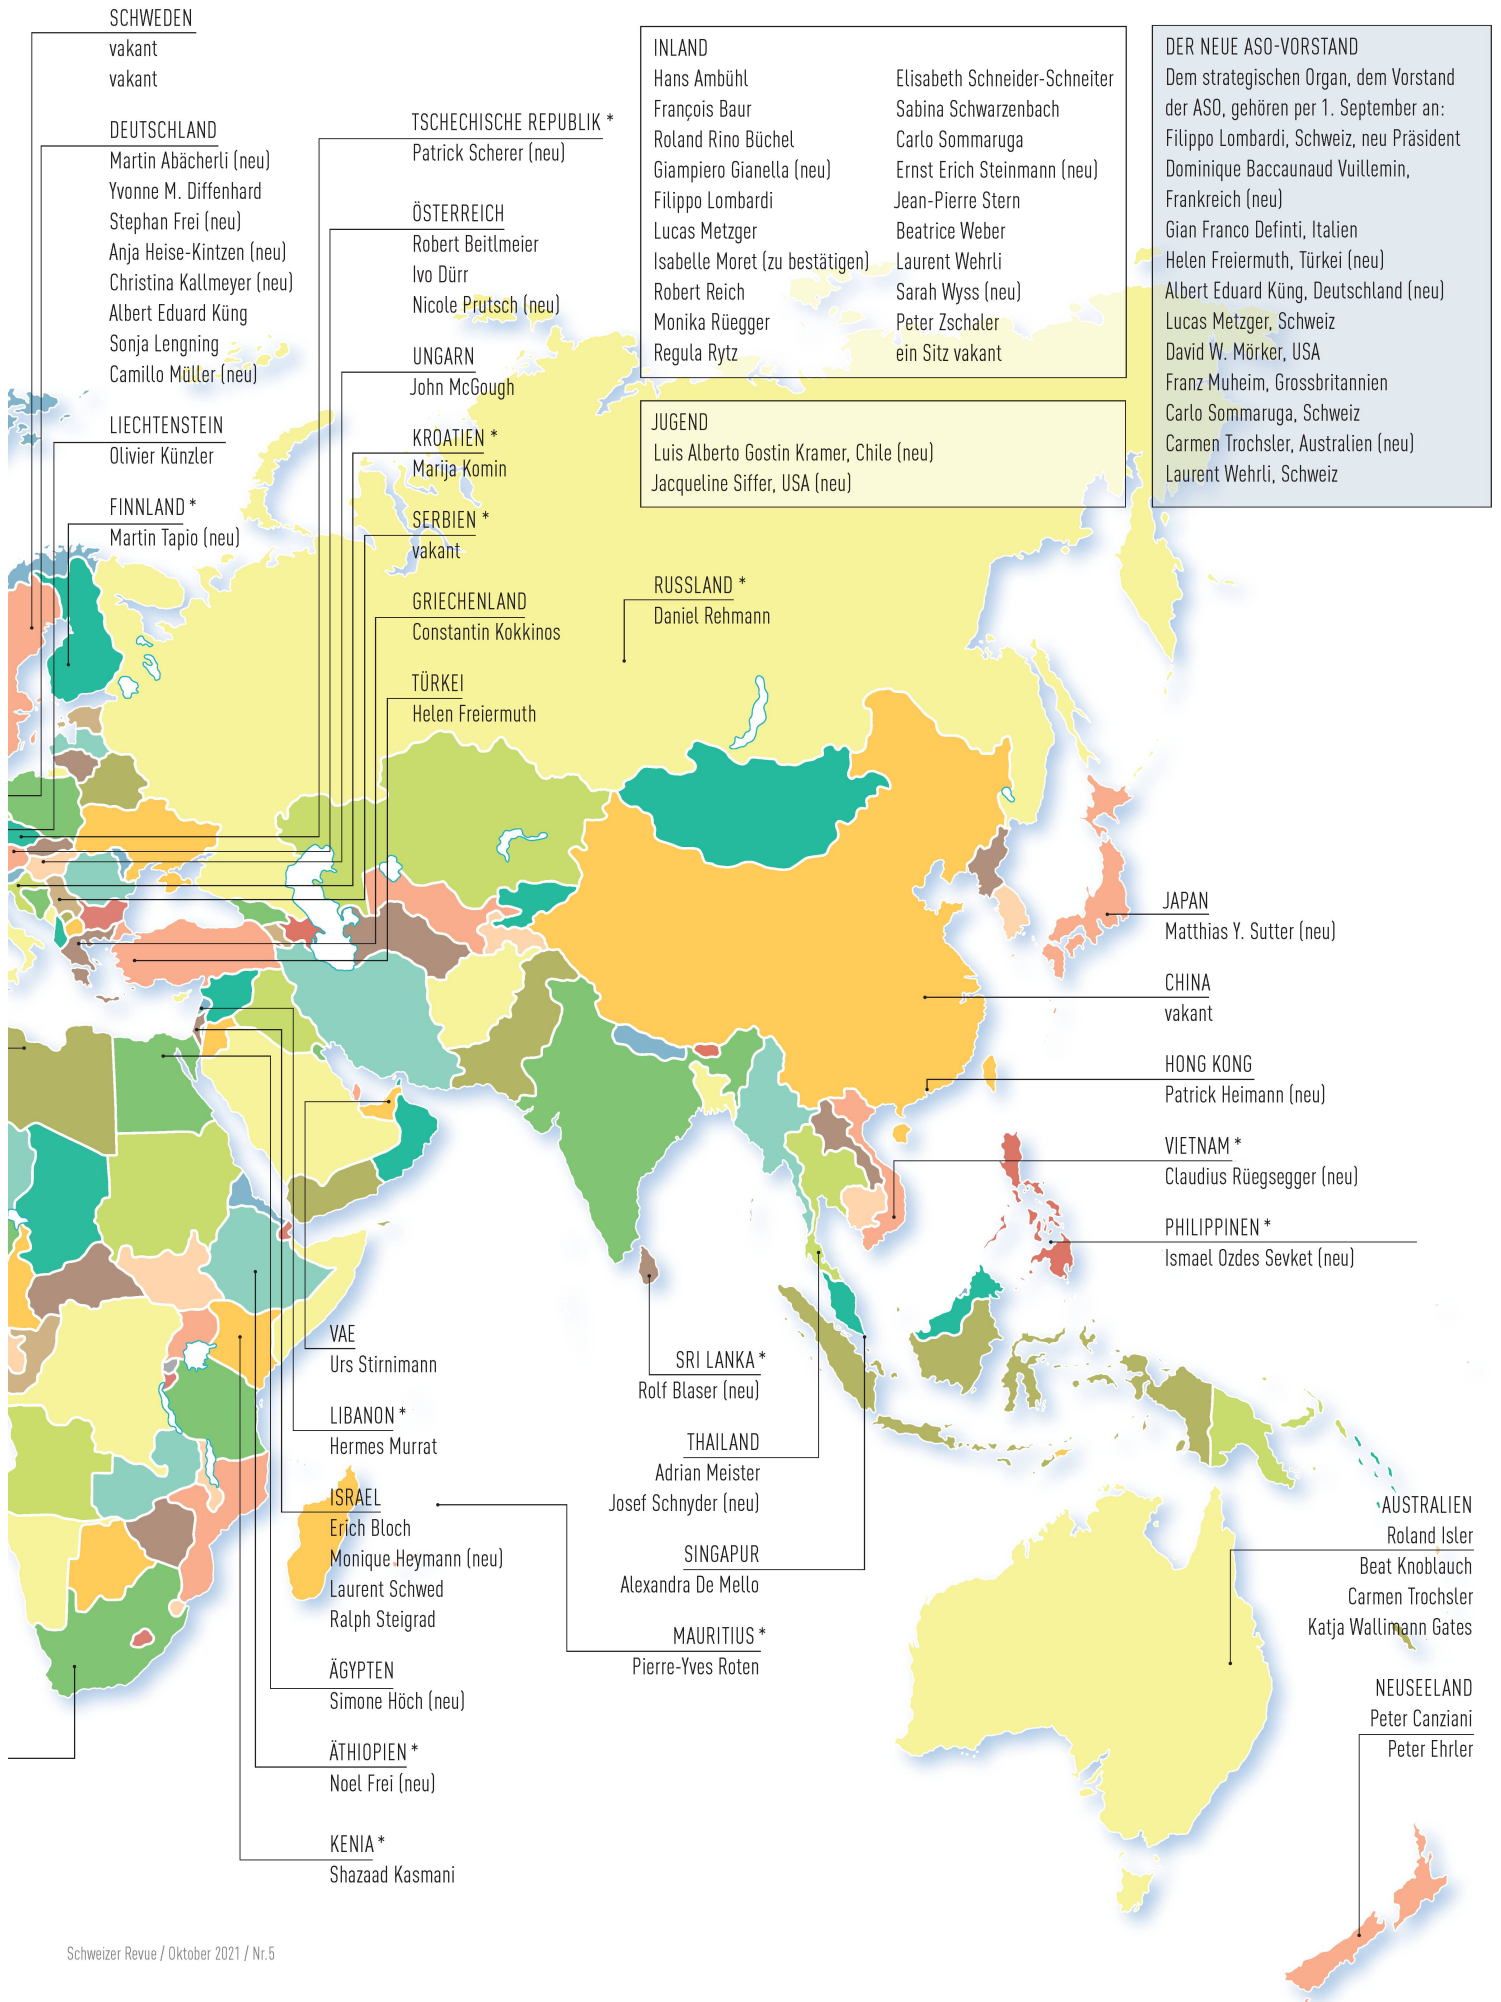 SCHWEDEN
vakant
vakant
DEUTSCHLAND
Martin Abächerli (neu)
Yvonne M. Diffenhard
Stephan Frei (neu)
Anja Heise-Kintzen (neu)
Christina Kallmeyer (neu)
Albert Eduard Küng
Sonja Lengning
Camillo Müller (neu)
LIECHTENSTEIN
Olivier Künzler
FINNLAND *
Martin Tapio (neu)
TSCHECHISCHE REPUBLIK *
Patrick Scherer (neu)
ÖSTERREICH
Robert Beitlmeier
Ivo Dürr
Nicole Prutsch (neu)
UNGARN
John McGough
KROATIEN *
Marija Komin
SERBIEN *
vakant
GRIECHENLAND
Constantin Kokkinos
TÜRKEI
Helen Freiermuth
INLAND
Hans Ambühl
François Baur
Roland Rino Büchel
Giampiero Gianella (neu)
Filippo Lombardi
Lucas Metzger
Isabelle Moret (zu bestätigen)
Robert Reich
Monika Rüegger
Regula Rytz
Elisabeth Schneider-Schneiter
Sabina Schwarzenbach
Carlo Sommaruga
Ernst Erich Steinmann (neu)
Jean-Pierre Stern
Beatrice Weber
Laurent Wehrli
Sarah Wyss (neu)
Peter Zschaler
ein Sitz vakant
JUGEND
Luis Alberto Gostin Kramer, Chile (neu)
Jacqueline Siffer, USA (neu)
DER NEUE ASO-VORSTAND
Dem strategischen Organ, dem Vorstand
der ASO, gehören per 1. September an:
Filippo Lombardi, Schweiz, neu Präsident
Dominique Baccaunaud Vuillemin,
Frankreich (neu)
Gian Franco Definti, Italien
Helen Freiermuth, Türkei (neu)
Albert Eduard Küng, Deutschland (neu)
Lucas Metzger, Schweiz
David W. Mörker, USA
Franz Muheim, Grossbritannien
Carlo Sommaruga, Schweiz
Carmen Trochsler, Australien (neu)
Laurent Wehrli, Schweiz
RUSSLAND *
Daniel Rehmann
JAPAN
Matthias Y. Sutter (neu)
CHINA
vakant
HONG KONG
Patrick Heimann (neu)
VIETNAM *
Claudius Rüegsegger (neu)
PHILIPPINEN *
Ismael Ozdes Sevket (neu)
VAE
Urs Stirnimann
LIBANON *
Hermes Murrat
ISRAEL
Erich Bloch
Monique Heymann (neu)
Laurent Schwed
Ralph Steigrad
ÄGYPTEN
Simone Höch (neu)
ÄTHIOPIEN *
Noel Frei (neu)
KENIA *
Shazaad Kasmani
SRI LANKA *
Rolf Blaser (neu)
THAILAND
Adrian Meister
Josef Schnyder (neu)
SINGAPUR
Alexandra De Mello
MAURITIUS *
Pierre-Yves Roten
AUSTRALIEN
Roland Isler
Beat Knoblauch
Carmen Trochsler
Katja Wallimann Gates
NEUSEELAND
Peter Canziani
Peter Ehrler
Schweizer Revue / Oktober 2021 / Nr.5